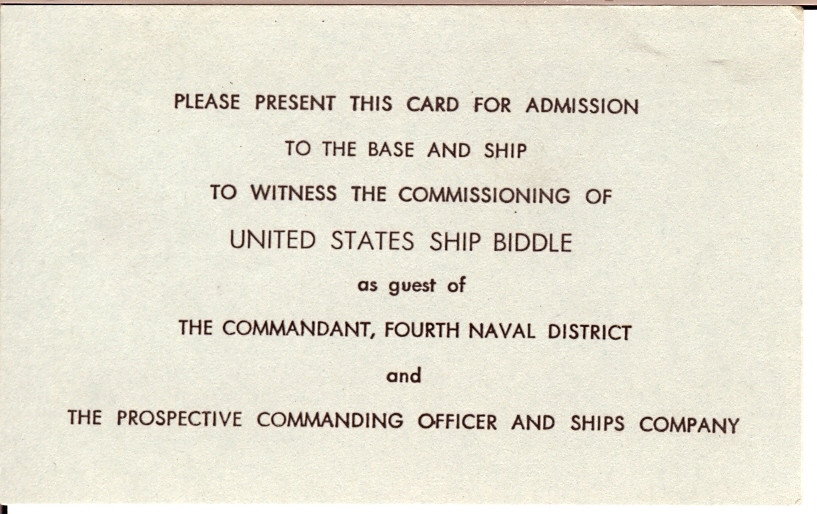 PLEASE PRESENT THIS CARD FOR ADMISSION
TO THE BASE AND SHIP
TO WITNESS THE COMMISSIONING OF
UNITED STATES SHIP BIDDLE
as guest of
THE COMMANDANT, FOURTH NAVAL DISTRICT
and
THE PROSPECTIVE COMMANDING OFFICER AND SHIPS COMPANY